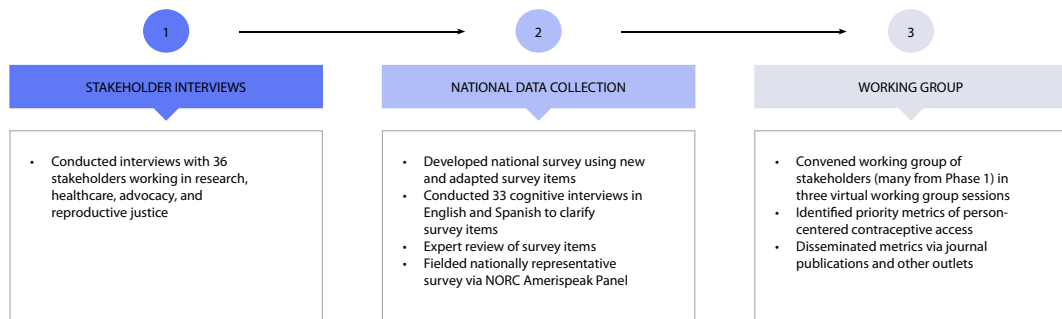 1
2
3
STAKEHOLDER INTERVIEWS
NATIONAL DATA COLLECTION
WORKING GROUP
• Conducted interviews with 36
stakeholders working in research,
healthcare, advocacy, and
reproductive justice
• Developed national survey using new
and adapted survey items
• Conducted 33 cognitive interviews in
English and Spanish to clarify
survey items
• Expert review of survey items
• Fielded nationally representative
survey via NORC Amerispeak Panel
• Convened working group of
stakeholders (many from Phase 1) in
three virtual working group sessions
• Identified priority metrics of person-
centered contraceptive access
• Disseminated metrics via journal
publications and other outlets